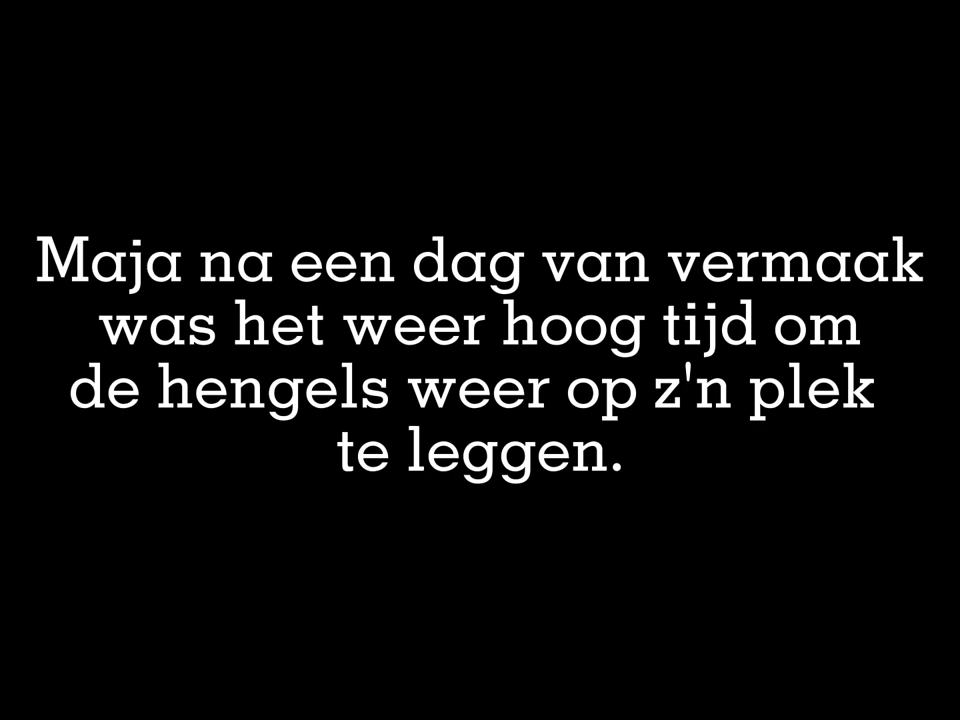 Maja na een dag van vermaak
was het weer hoog tijd om
de hengels weer op z'n plek
te leggen.